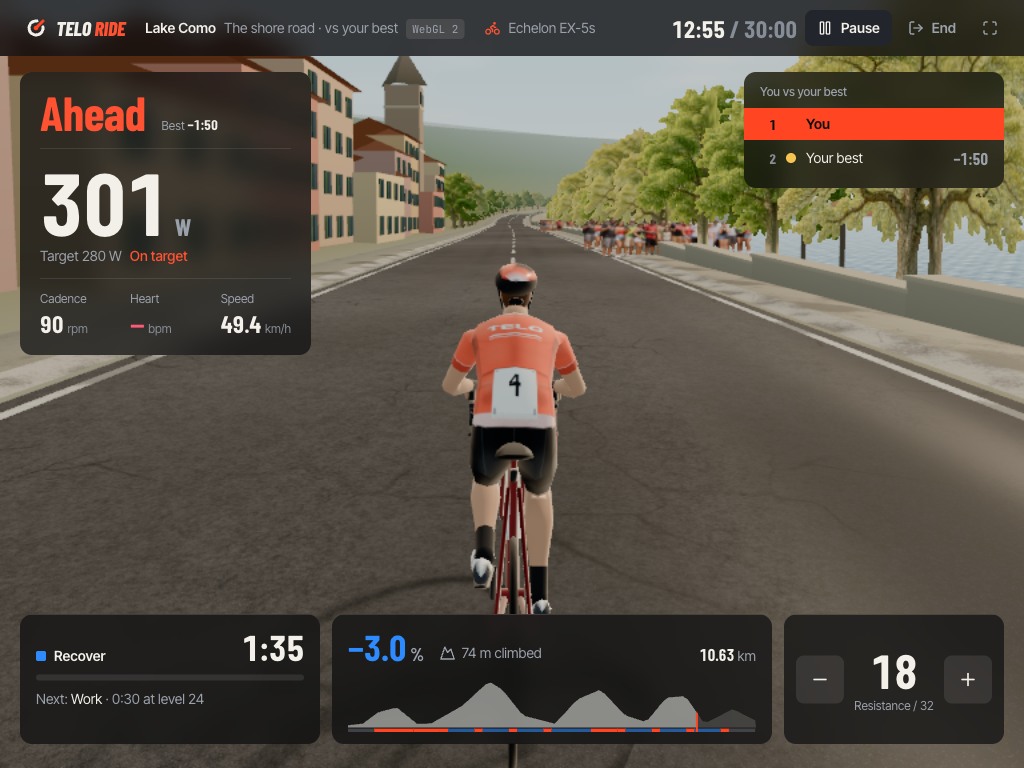 TELO RIDE Lake Como The shore road · vs your best WebGL 2 Echelon EX-5s 12:55 / 30:00 Pause End
Ahead Best −1:50
301 W
Target 280 W On target
Cadence Heart Speed
90 rpm — bpm 49.4 km/h
You vs your best
1 You
2 Your best −1:50
TELO
4
Recover 1:35
Next: Work · 0:30 at level 24
−3.0 % 74 m climbed 10.63 km
− 18 +
Resistance / 32